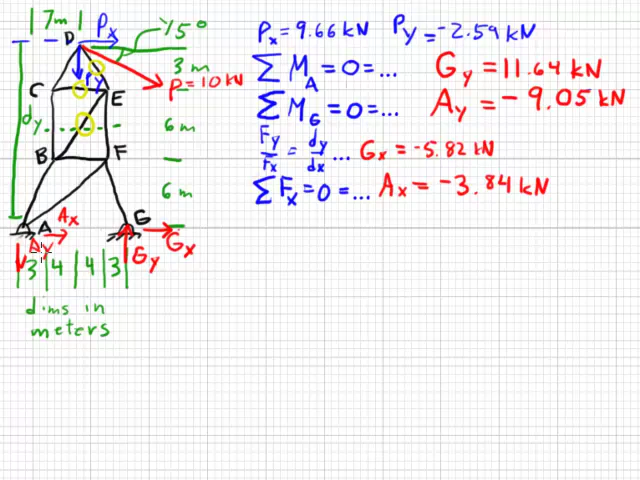 |7m|
D
Px
15°
3 m
P=10 kN
Py
C
E
dy
6m
B
F
6 m
A
Ax
Ay
G
Gx
Gy
3|4|4|3|
dims in
meters
Px = 9.66 kN Py = -2.59 kN
∑ MA = 0 = ... Gy = 11.64 kN
∑ MG = 0 = ... Ay = -9.05 kN
Fy/Fx = dy/dx ... Gx = -5.82 kN
∑ Fx = 0 = ... Ax = -3.84 kN